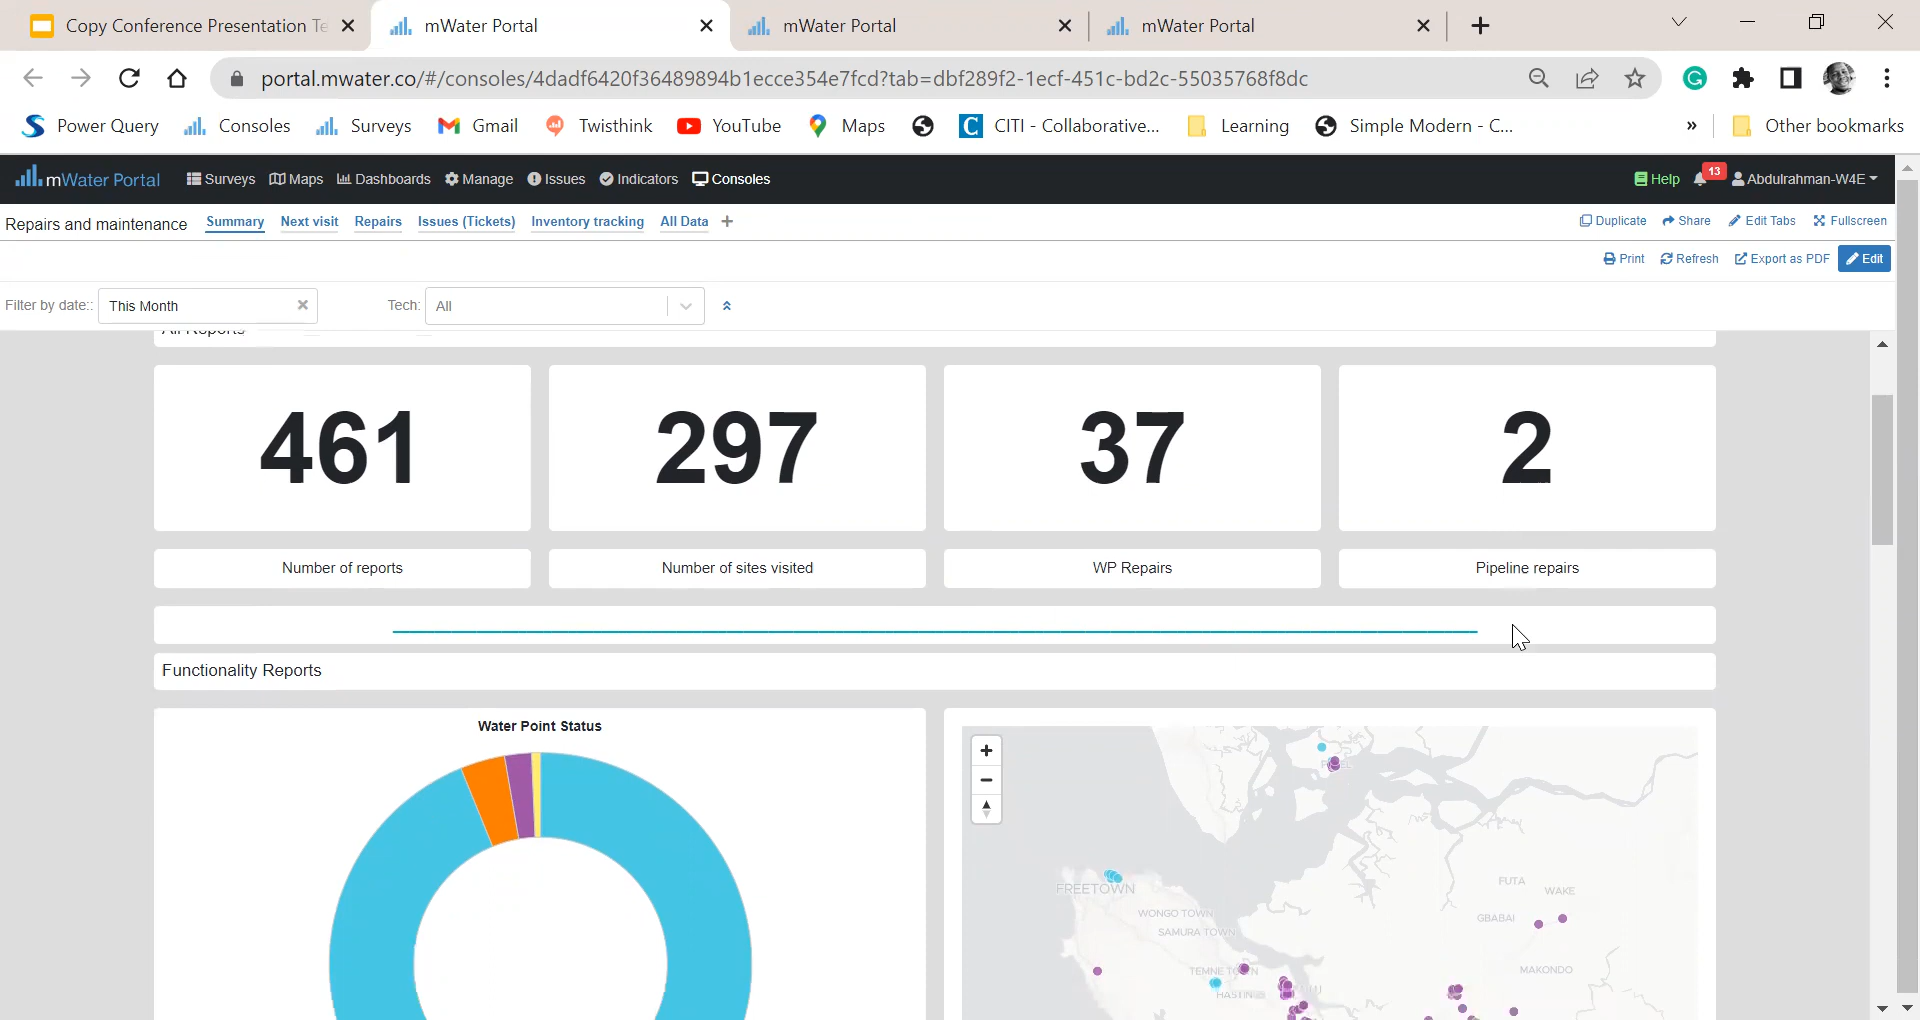 Copy Conference Presentation Te
mWater Portal
mWater Portal
mWater Portal
portal.mwater.co/#/consoles/4dadf6420f36489894b1ecce354e7fcd?tab=dbf289f2-1ecf-451c-bd2c-55035768f8dc
Power Query
Consoles
Surveys
Gmail
Twisthink
YouTube
Maps
CITI - Collaborative...
Learning
Simple Modern - C...
»
Other bookmarks
mWater Portal
Surveys
Maps
Dashboards
Manage
Issues
Indicators
Consoles
Help
13
Abdulrahman-W4E
Repairs and maintenance
Summary
Next visit
Repairs
Issues (Tickets)
Inventory tracking
All Data
+
Duplicate
Share
Edit Tabs
Fullscreen
Print
Refresh
Export as PDF
Edit
Filter by date::
This Month
Tech:
All
All Reports
461
297
37
2
Number of reports
Number of sites visited
WP Repairs
Pipeline repairs
Functionality Reports
Water Point Status
FREETOWN
FUTA
WAKE
WONGO TOWN
GBABAI
SAMURA TOWN
MAKONDO